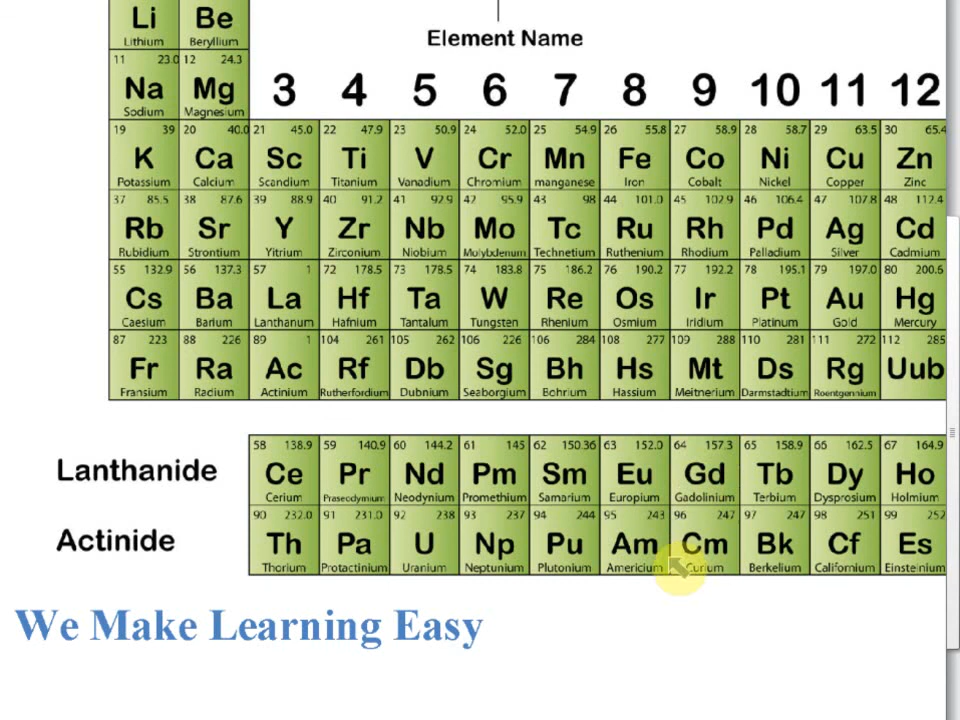 Li Be
Lithium Beryllium
Element Name
11 23.0 12 24.3
Na Mg 3 4 5 6 7 8 9 10 11 12
Sodium Magnesium
19 39 20 40.0 21 45.0 22 47.9 23 50.9 24 52.0 25 54.9 26 55.8 27 58.9 28 58.7 29 63.5 30 65.4
K Ca Sc Ti V Cr Mn Fe Co Ni Cu Zn
Potassium Calcium Scandium Titanium Vanadium Chromium manganese Iron Cobalt Nickel Copper Zinc
37 85.5 38 87.6 39 88.9 40 91.2 41 92.9 42 95.9 43 98 44 101.0 45 102.9 46 106.4 47 107.8 48 112.4
Rb Sr Y Zr Nb Mo Tc Ru Rh Pd Ag Cd
Rubidium Strontium Yitrium Zirconium Niobium Molybdenum Technetium Ruthenium Rhodium Palladium Silver Cadmium
55 132.9 56 137.3 57 1 72 178.5 73 178.5 74 183.8 75 186.2 76 190.2 77 192.2 78 195.1 79 197.0 80 200.6
Cs Ba La Hf Ta W Re Os Ir Pt Au Hg
Caesium Barium Lanthanum Hafnium Tantalum Tungsten Rhenium Osmium Iridium Platinum Gold Mercury
87 223 88 226 89 1 104 261 105 262 106 226 106 284 108 277 109 288 110 281 111 272 112 285
Fr Ra Ac Rf Db Sg Bh Hs Mt Ds Rg Uub
Fransium Radium Actinium Rutherfordium Dubnium Seaborgium Bohrium Hassium Meitnerium Darmstadtium Roentgennium
58 138.9 59 140.9 60 144.2 61 145 62 150.36 63 152.0 64 157.3 65 158.9 66 162.5 67 164.9
Lanthanide Ce Pr Nd Pm Sm Eu Gd Tb Dy Ho
Cerium Praseodymium Neodynium Promethium Samarium Europium Gadolinium Terbium Dysprosium Holmium
90 232.0 91 231.0 92 238 93 237 94 244 95 243 96 247 97 247 98 251 99 252
Actinide Th Pa U Np Pu Am Cm Bk Cf Es
Thorium Protactinium Uranium Neptunium Plutonium Americium Curium Berkelium Californium Einsteinium
We Make Learning Easy